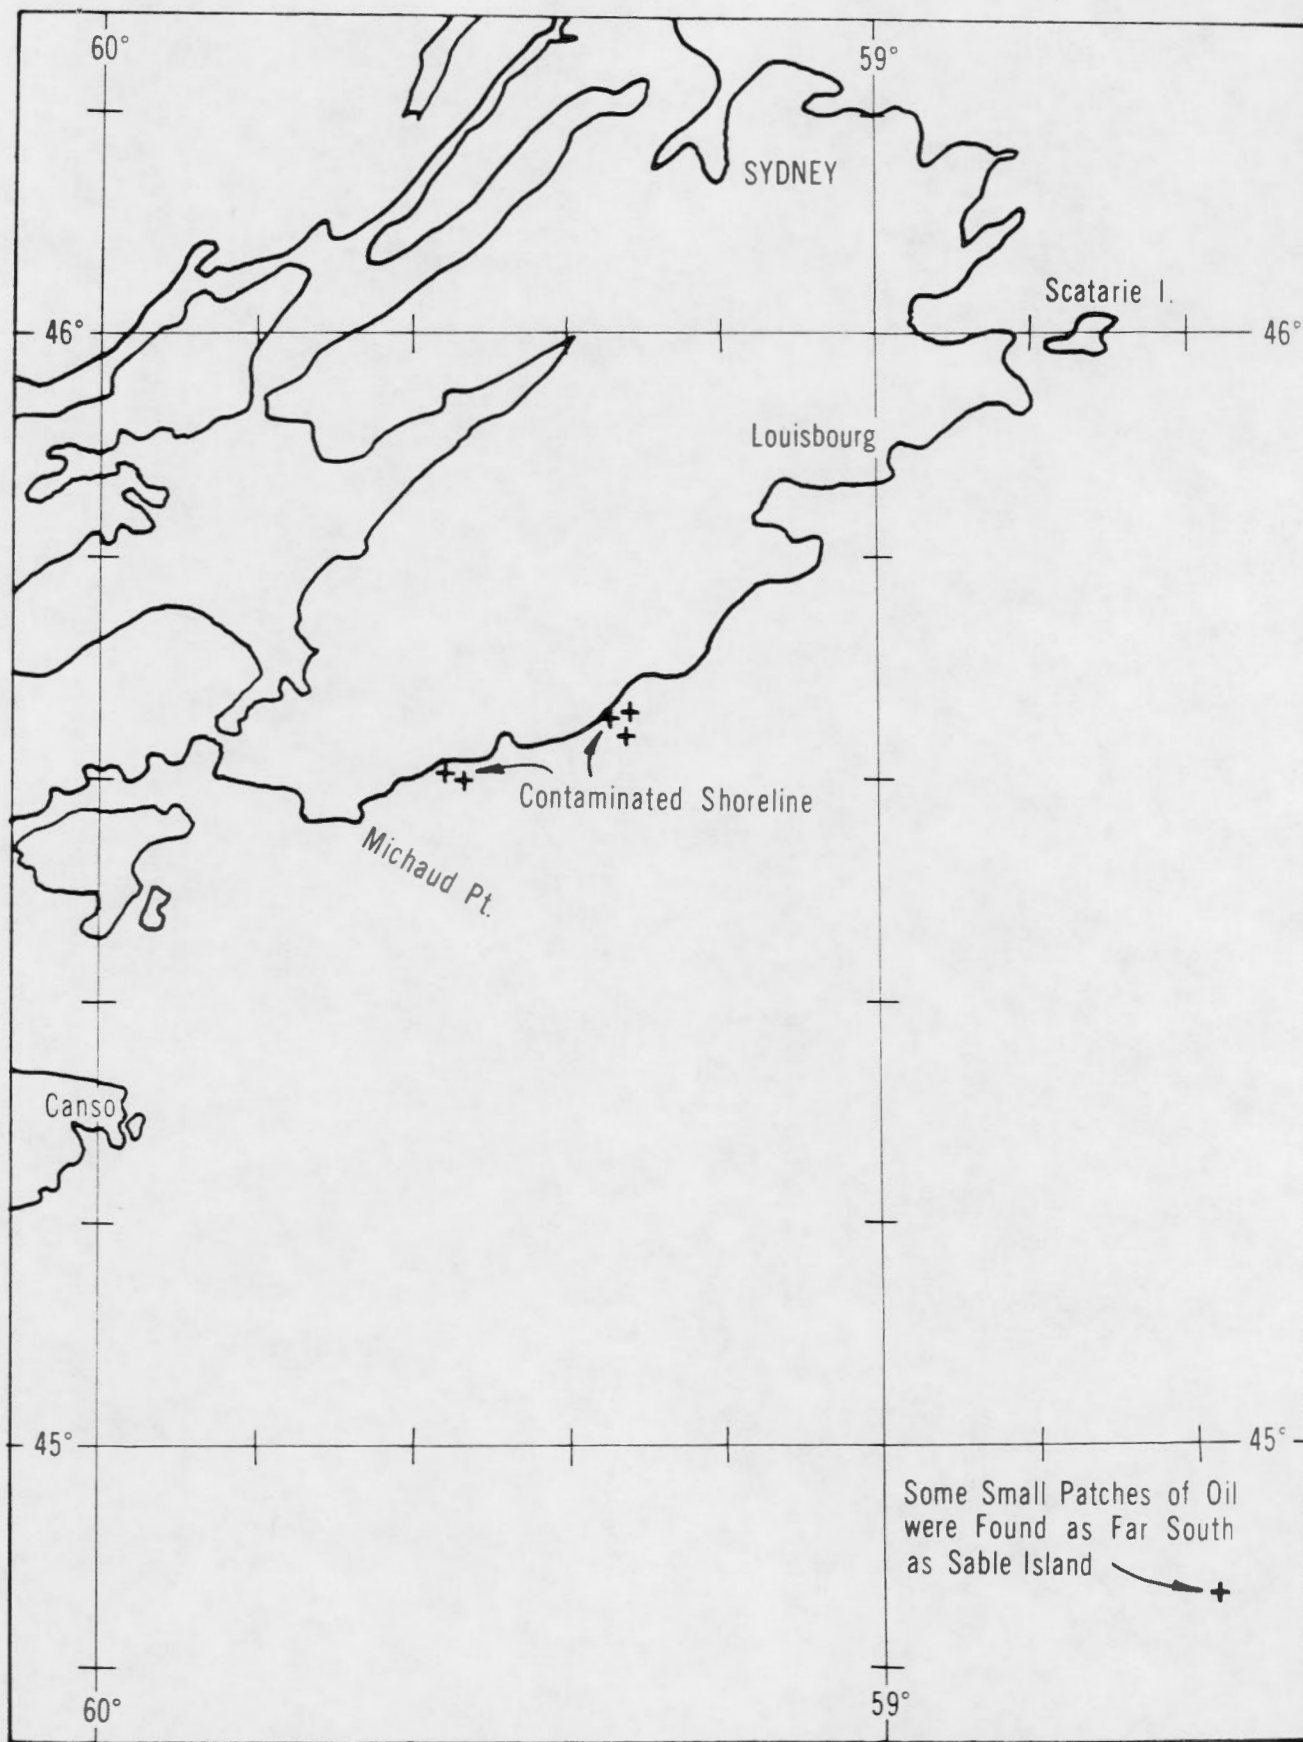 60°
59°
SYDNEY
Scatarie I.
46°
46°
Louisbourg
Contaminated Shoreline
Michaud Pt.
Canso
45°
45°
Some Small Patches of Oil
were Found as Far South
as Sable Island
60°
59°